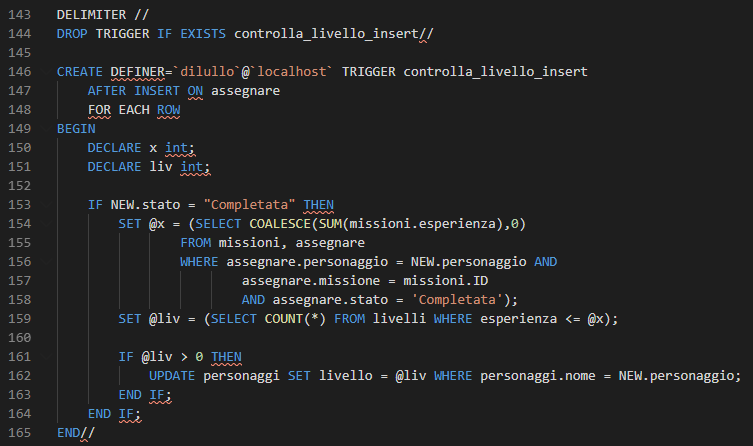 143 DELIMITER //
144 DROP TRIGGER IF EXISTS controlla_livello_insert//
145
146 CREATE DEFINER=`dilullo`@`localhost` TRIGGER controlla_livello_insert
147     AFTER INSERT ON assegnare
148     FOR EACH ROW
149 BEGIN
150     DECLARE x int;
151     DECLARE liv int;
152
153     IF NEW.stato = "Completata" THEN
154         SET @x = (SELECT COALESCE(SUM(missioni.esperienza),0)
155                 FROM missioni, assegnare
156                 WHERE assegnare.personaggio = NEW.personaggio AND
157                         assegnare.missione = missioni.ID
158                         AND assegnare.stato = 'Completata');
159         SET @liv = (SELECT COUNT(*) FROM livelli WHERE esperienza <= @x);
160
161         IF @liv > 0 THEN
162             UPDATE personaggi SET livello = @liv WHERE personaggi.nome = NEW.personaggio;
163         END IF;
164     END IF;
165 END//